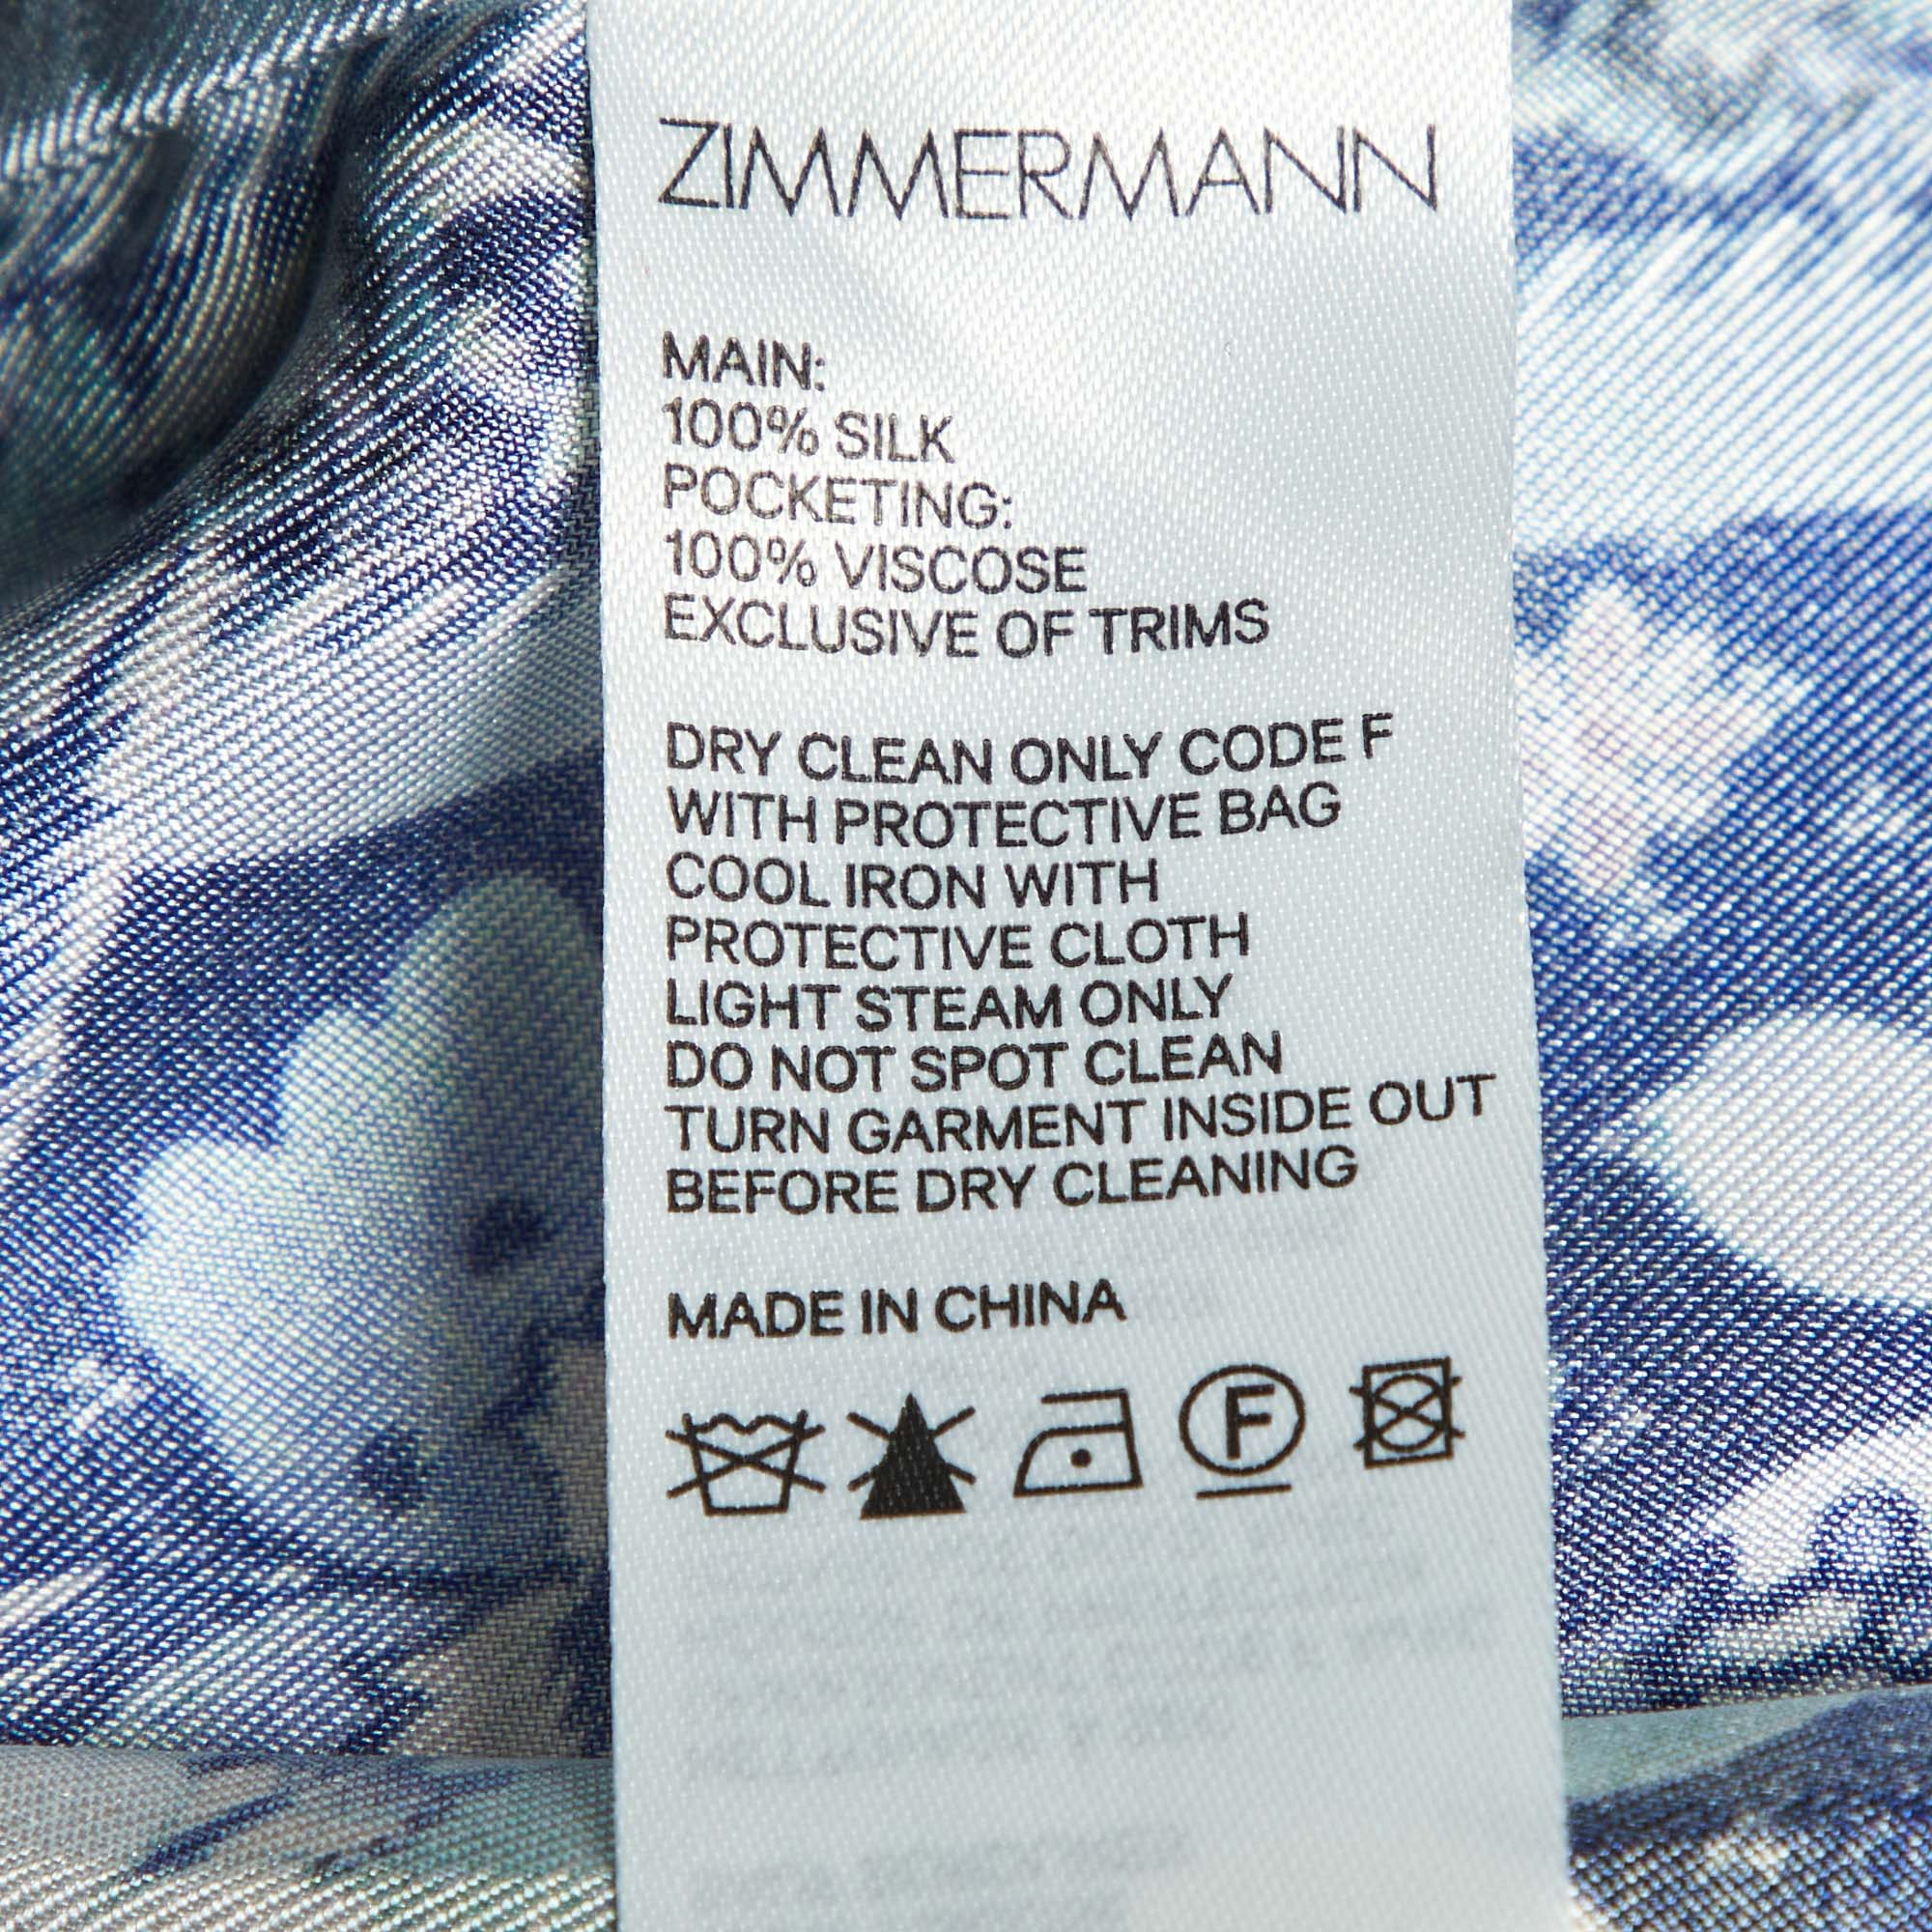 ZIMMERMANN
MAIN:
100% SILK
POCKETING:
100% VISCOSE
EXCLUSIVE OF TRIMS
DRY CLEAN ONLY CODE F
WITH PROTECTIVE BAG
COOL IRON WITH
PROTECTIVE CLOTH
LIGHT STEAM ONLY
DO NOT SPOT CLEAN
TURN GARMENT INSIDE OUT
BEFORE DRY CLEANING
MADE IN CHINA
F